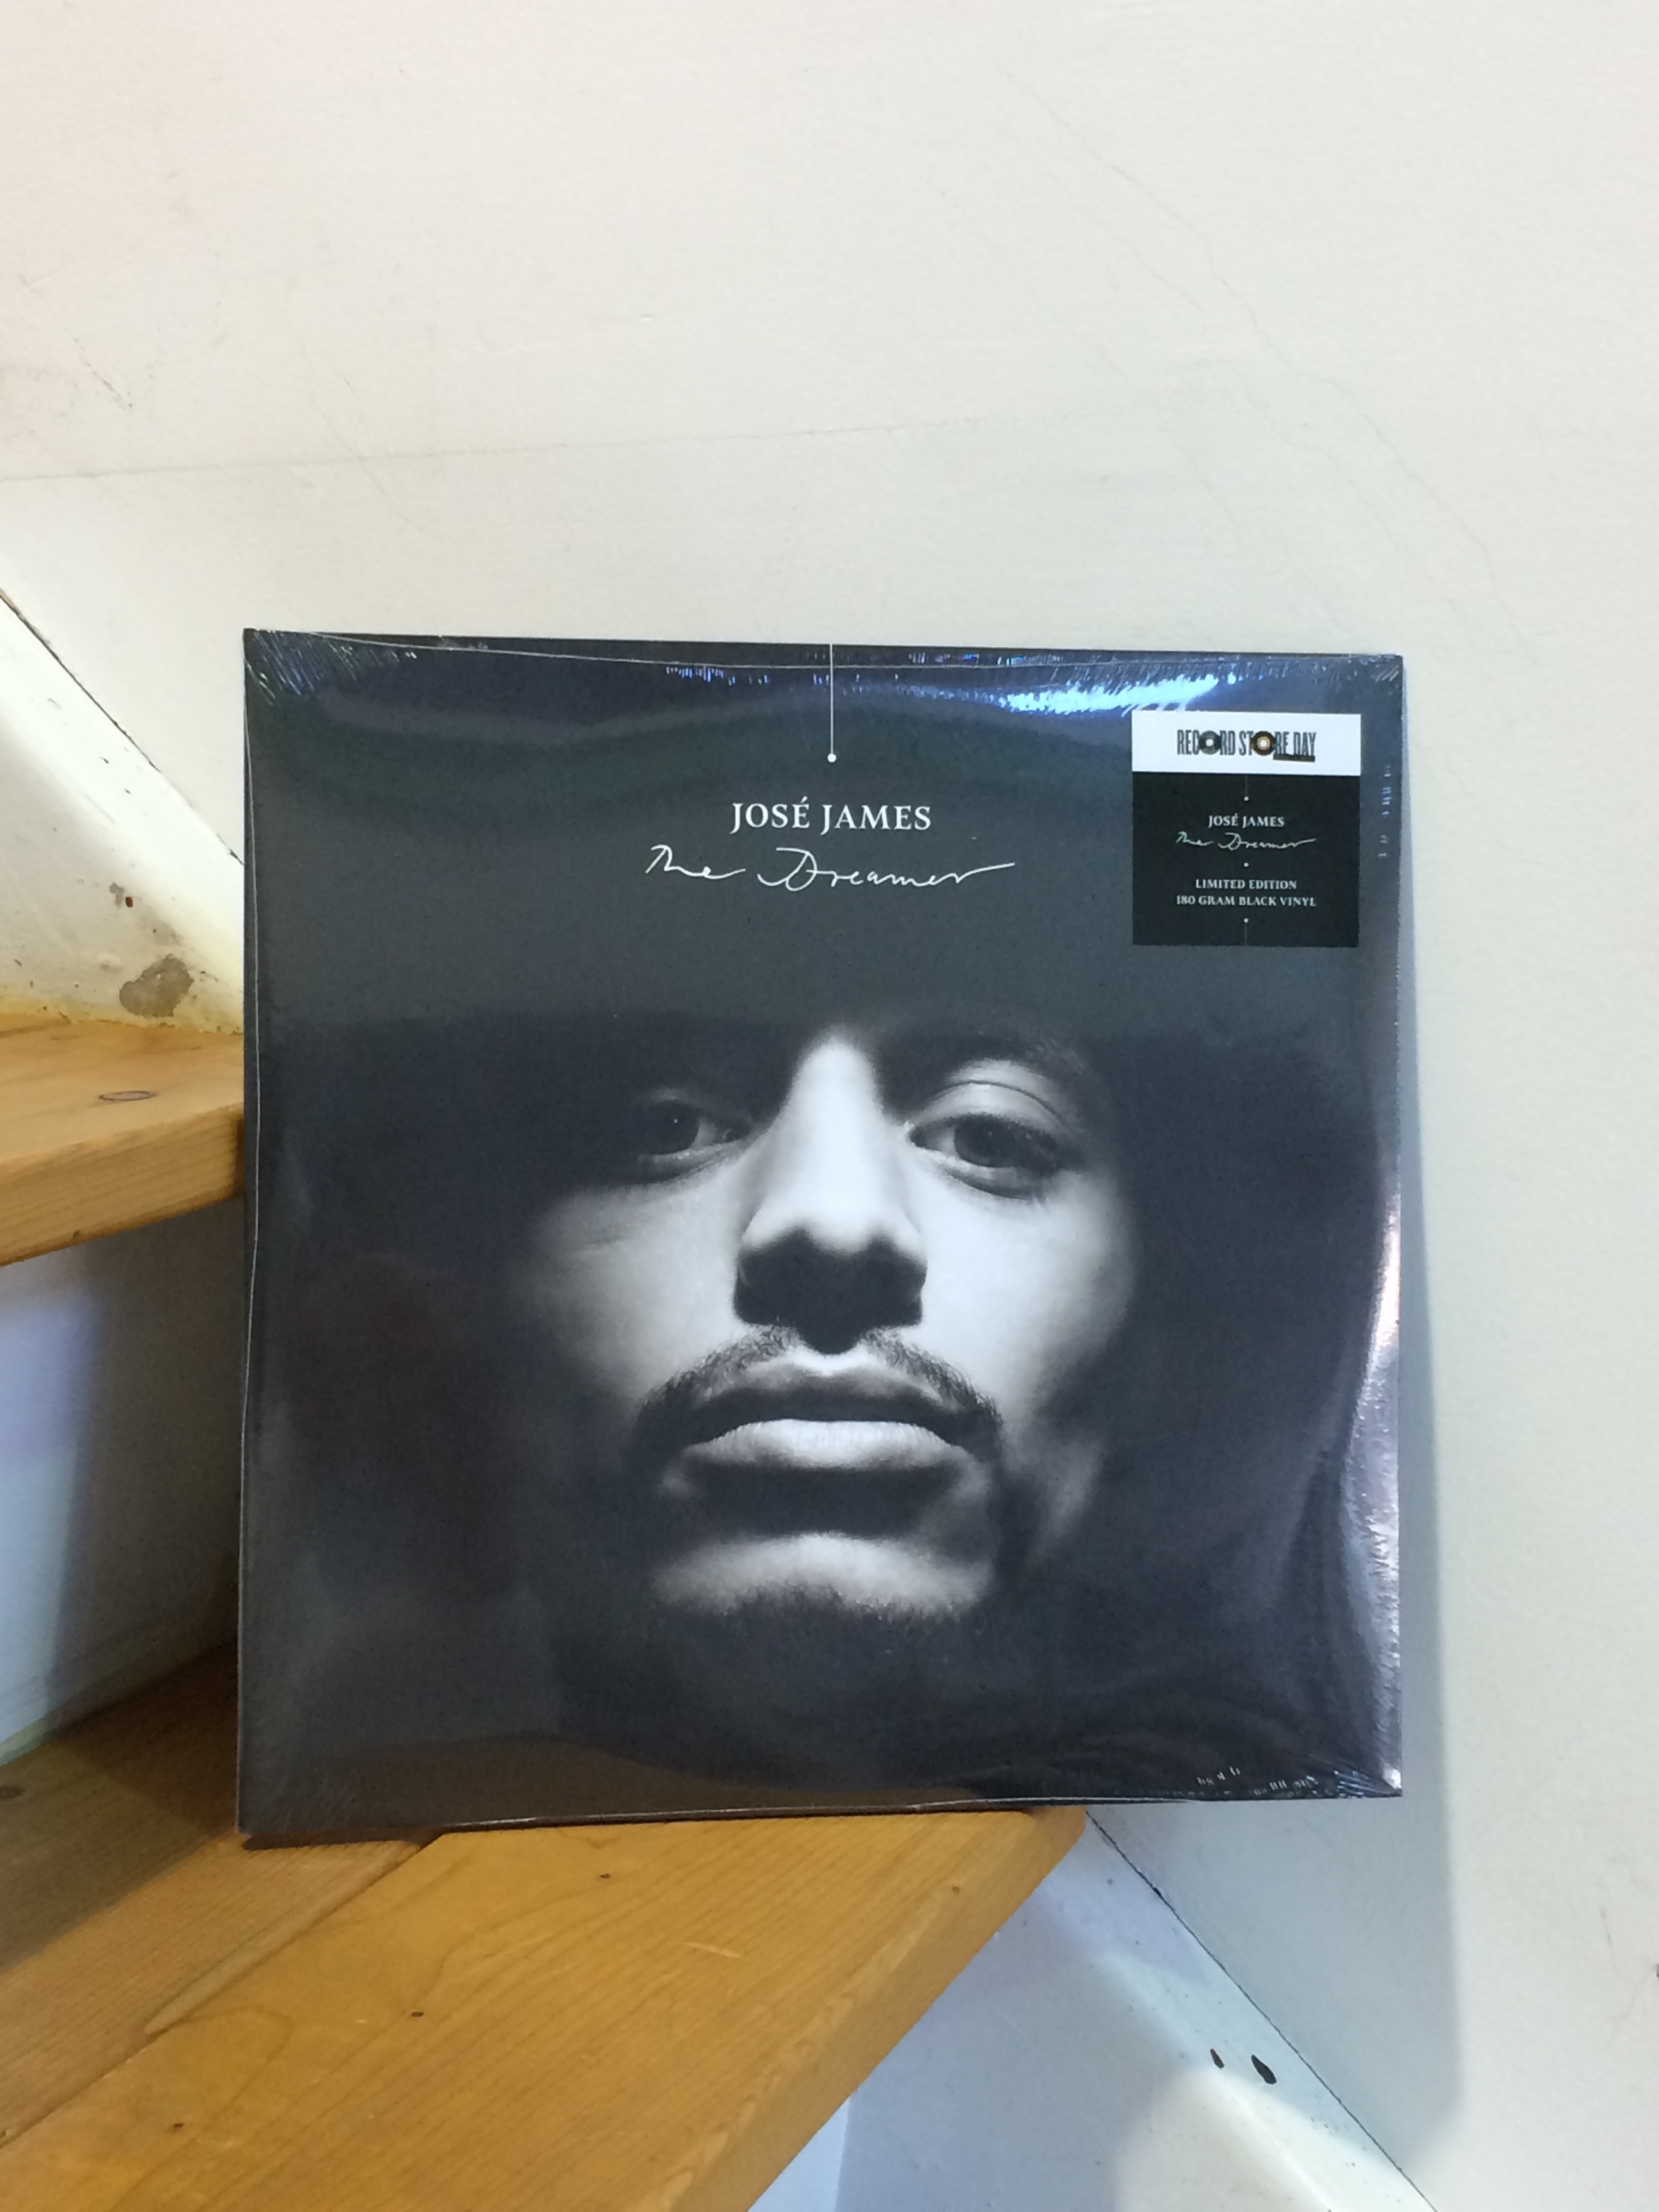 JOSÉ JAMES
The Dreamer
RECORD STORE DAY
JOSÉ JAMES
The Dreamer
LIMITED EDITION
180 GRAM BLACK VINYL